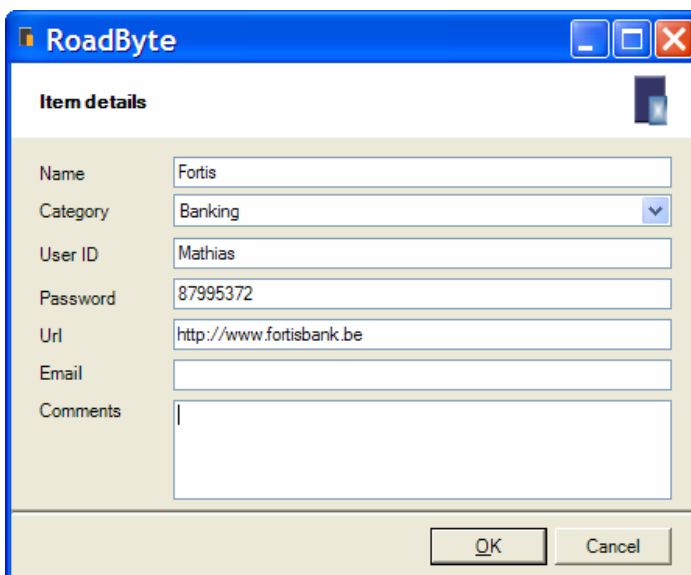 RoadByte
Item details
Name Fortis
Category Banking
User ID Mathias
Password 87995372
Url http://www.fortisbank.be
Email
Comments
OK Cancel